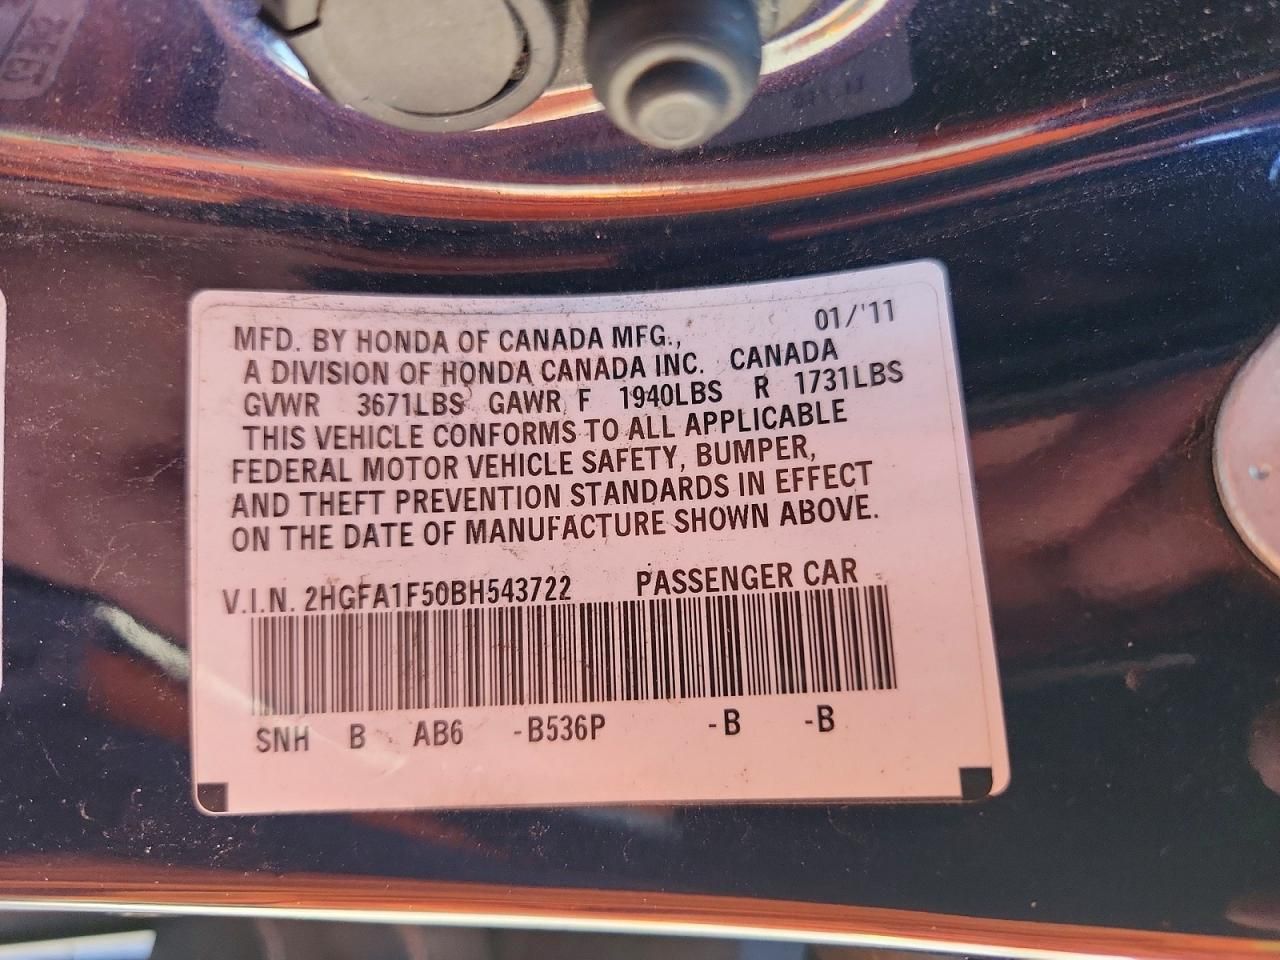 MFD. BY HONDA OF CANADA MFG., 01/'11
A DIVISION OF HONDA CANADA INC. CANADA
GVWR 3671LBS GAWR F 1940LBS R 1731LBS
THIS VEHICLE CONFORMS TO ALL APPLICABLE
FEDERAL MOTOR VEHICLE SAFETY, BUMPER,
AND THEFT PREVENTION STANDARDS IN EFFECT
ON THE DATE OF MANUFACTURE SHOWN ABOVE.
V.I.N. 2HGFA1F50BH543722 PASSENGER CAR
SNH B AB6 -B536P -B -B